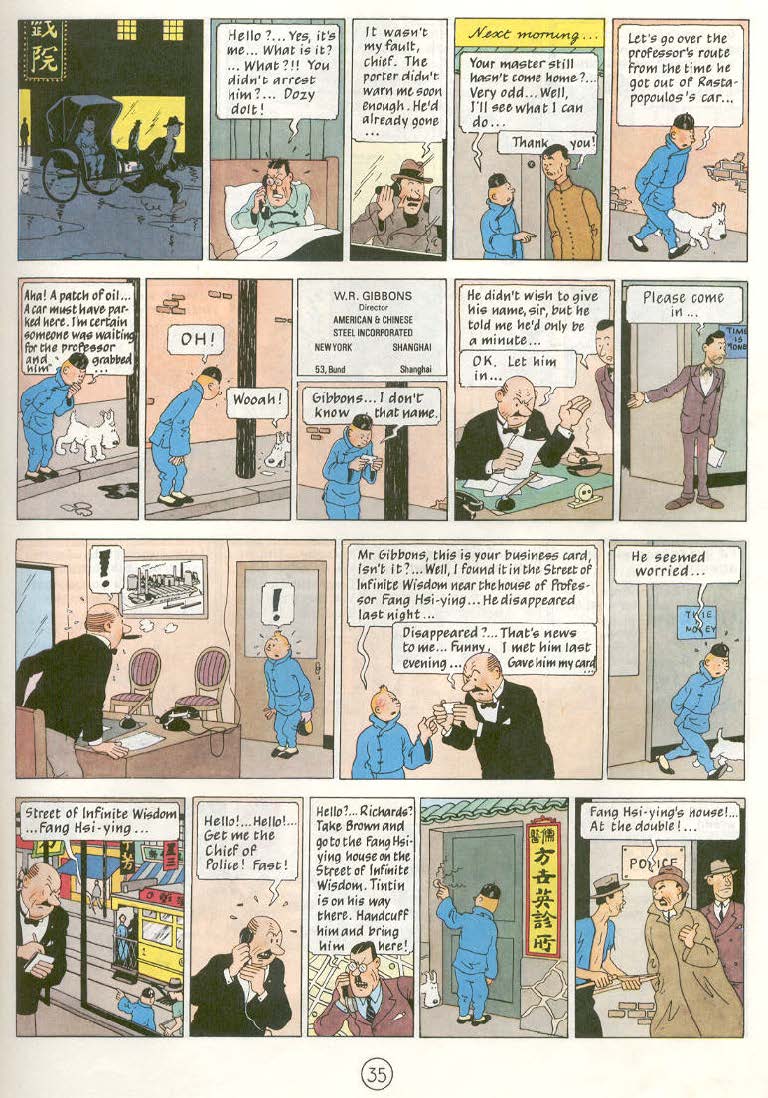 戲
院
Hello ?... Yes, it's
me... What is it?
... What ?!! You
didn't arrest
him ?... Dozy
dolt!
It wasn't
my fault,
chief. The
porter didn't
warn me soon
enough. He'd
already gone
...
Next morning...
Your master still
hasn't come home ?...
Very odd... Well,
I'll see what I can
do...
Thank you!
Let's go over the
professor's route
from the time he
got out of Rasta-
popoulos's car...
Aha! A patch of oil...
A car must have par-
ked here. I'm certain
someone was waiting
for the professor
and grabbed
him ...
OH!
Wooah!
W.R. GIBBONS
Director
AMERICAN & CHINESE
STEEL INCORPORATED
NEW YORK SHANGHAI
53, Bund Shanghai
Gibbons... I don't
know that name.
He didn't wish to give
his name, sir, but he
told me he'd only be
a minute...
OK. Let him
in...
Please come
in ...
TIME
IS
MONEY
!
!
Mr Gibbons, this is your business card,
isn't it ?... Well, I found it in the Street of
Infinite Wisdom near the house of Profes-
sor Fang Hsi-ying... He disappeared
last night...
Disappeared ?... That's news
to me... Funny, I met him last
evening... Gave him my card
He seemed
worried...
TIME
IS
MONEY
Street of Infinite Wisdom
...Fang Hsi-ying...
Hello!...Hello!...
Get me the
Chief of
Police! Fast!
Hello?... Richards?
Take Brown and
go to the Fang Hsi-
ying house on the
Street of Infinite
Wisdom. Tintin
is on his way
there. Handcuff
him and bring
him here!
儒醫
方古英診所
Fang Hsi-ying's house!...
At the double!...
POLICE
35